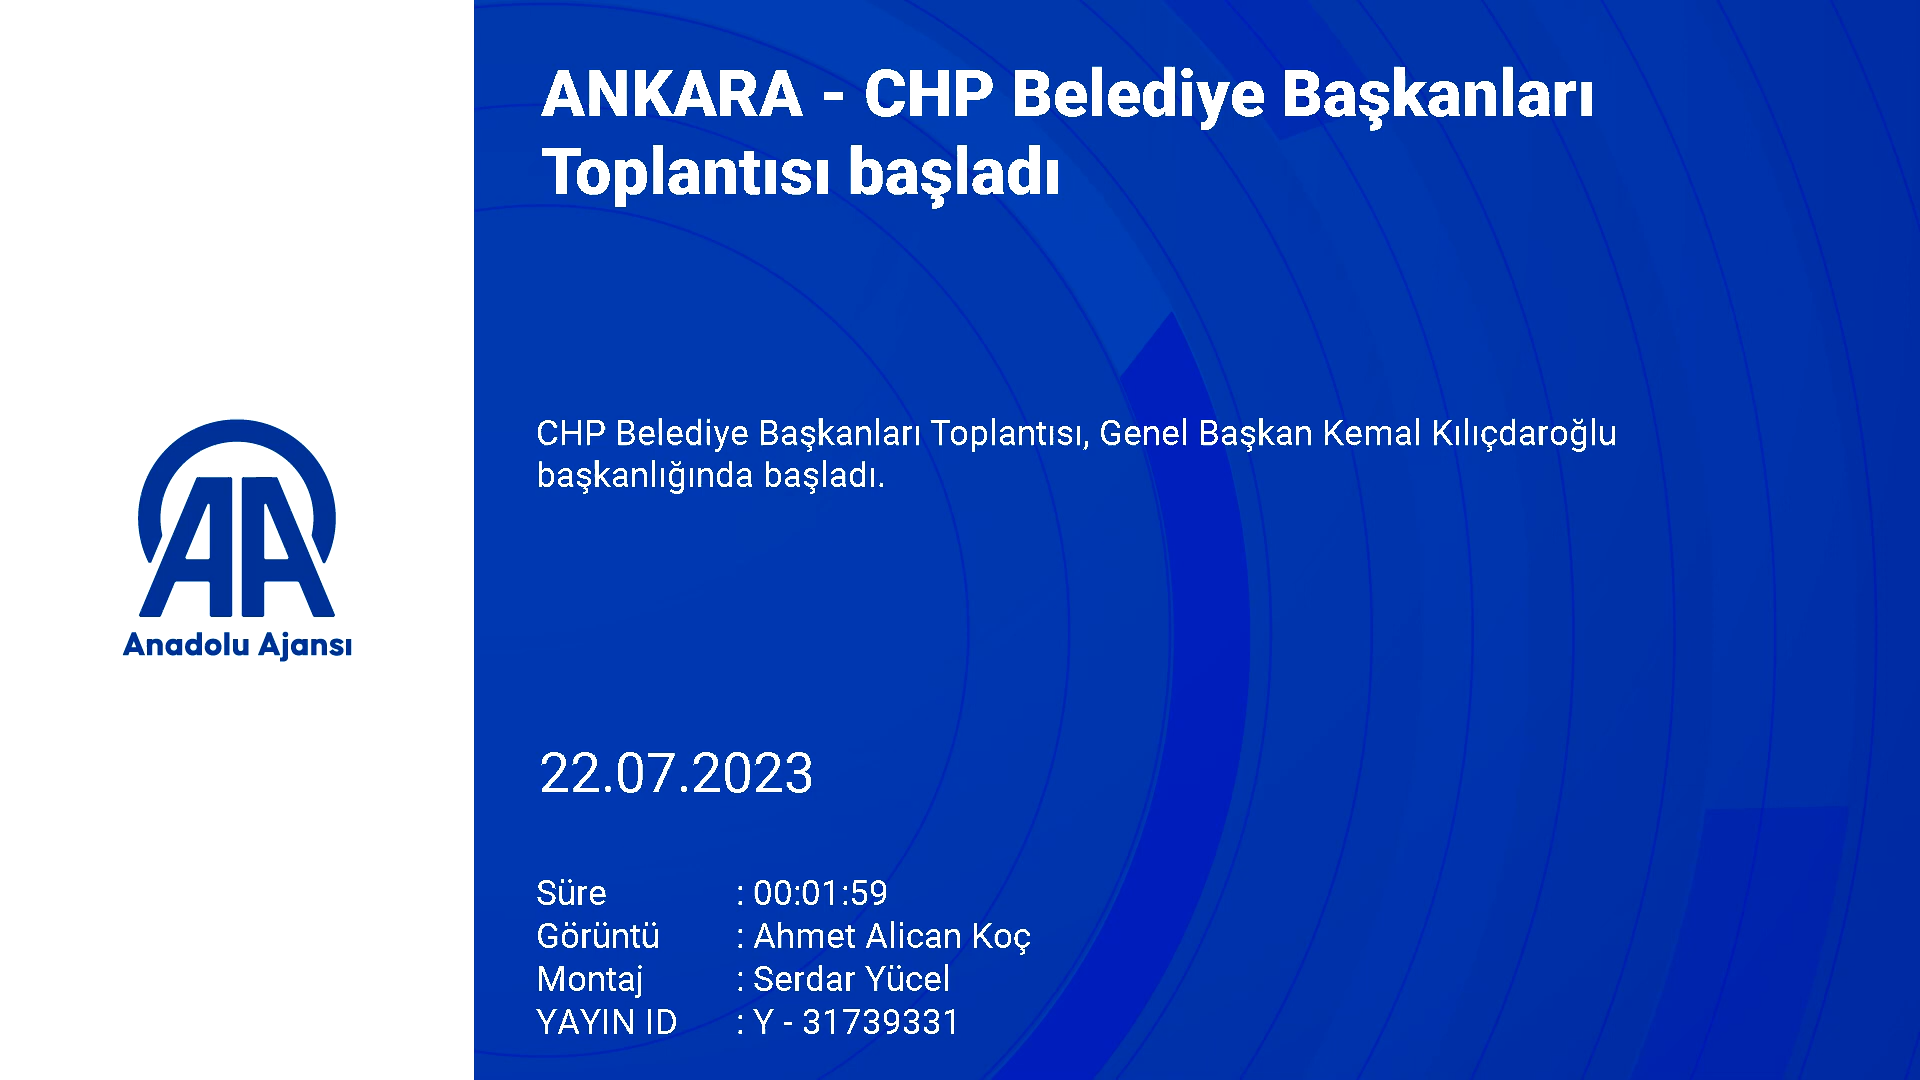 ANKARA - CHP Belediye Başkanları
Toplantısı başladı
CHP Belediye Başkanları Toplantısı, Genel Başkan Kemal Kılıçdaroğlu
başkanlığında başladı.
AA
Anadolu Ajansı
22.07.2023
Süre : 00:01:59
Görüntü : Ahmet Alican Koç
Montaj : Serdar Yücel
YAYIN ID : Y - 31739331